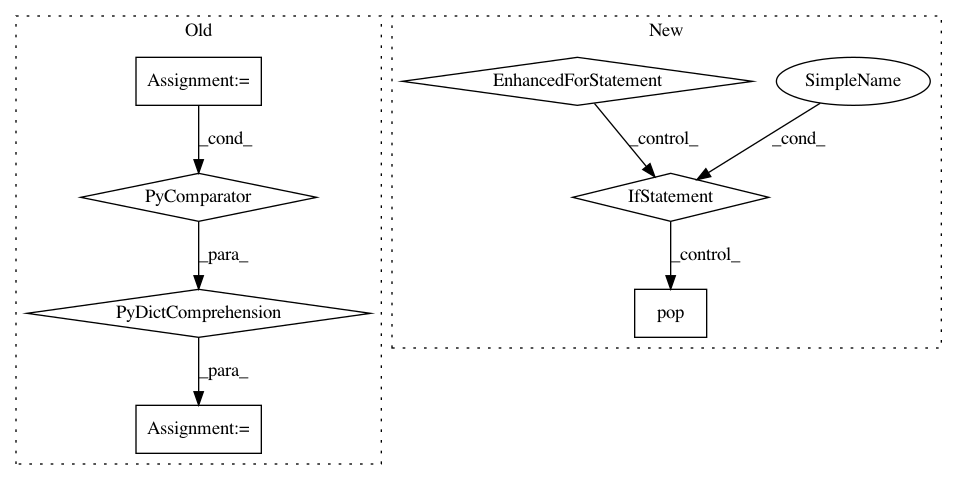 Old
New
Assignment:=
EnhancedForStatement
SimpleName
_cond_
_control_
_cond_
PyComparator
IfStatement
_para_
_control_
PyDictComprehension
pop
_para_
Assignment:=